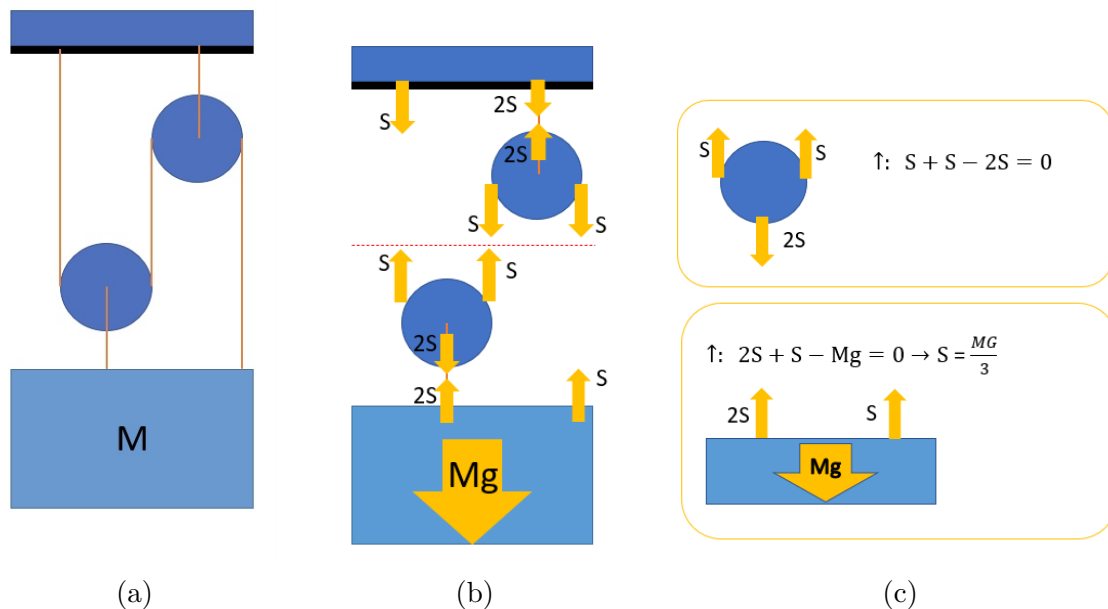 M
(a)
2S
S
2S
S
S
S
S
2S
2S
S
Mg
(b)
S
S
↑: S + S − 2S = 0
2S
↑: 2S + S − Mg = 0 → S = MG/3
2S
S
Mg
(c)